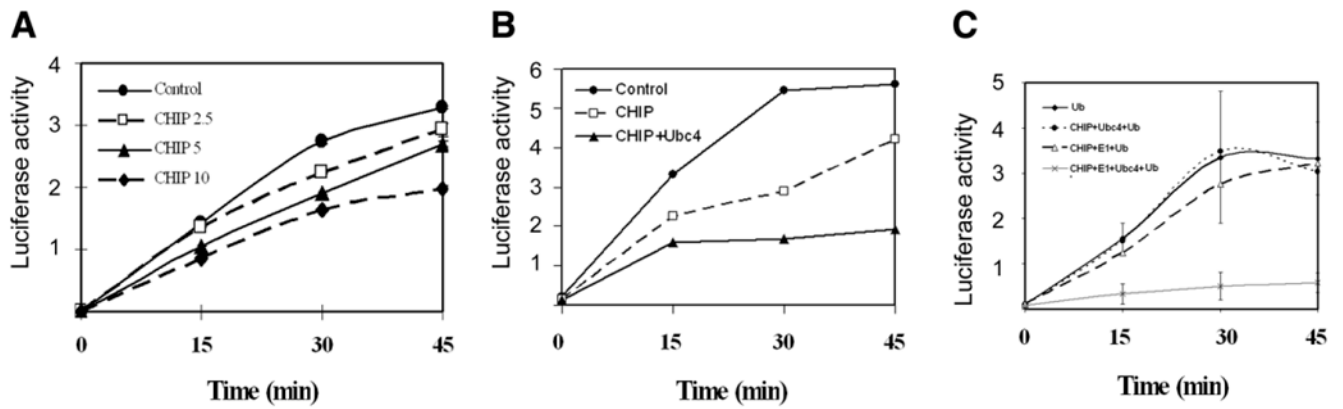 A
Luciferase activity
4
3
2
1
Control
CHIP 2.5
CHIP 5
CHIP 10
0 15 30 45
Time (min)
B
Luciferase activity
6
5
4
3
2
1
Control
CHIP
CHIP+Ubc4
0 15 30 45
Time (min)
C
Luciferase activity
5
4
3
2
1
Ub
CHIP+Ubc4+Ub
CHIP+E1+Ub
CHIP+E1+Ubc4+Ub
0 15 30 45
Time (min)